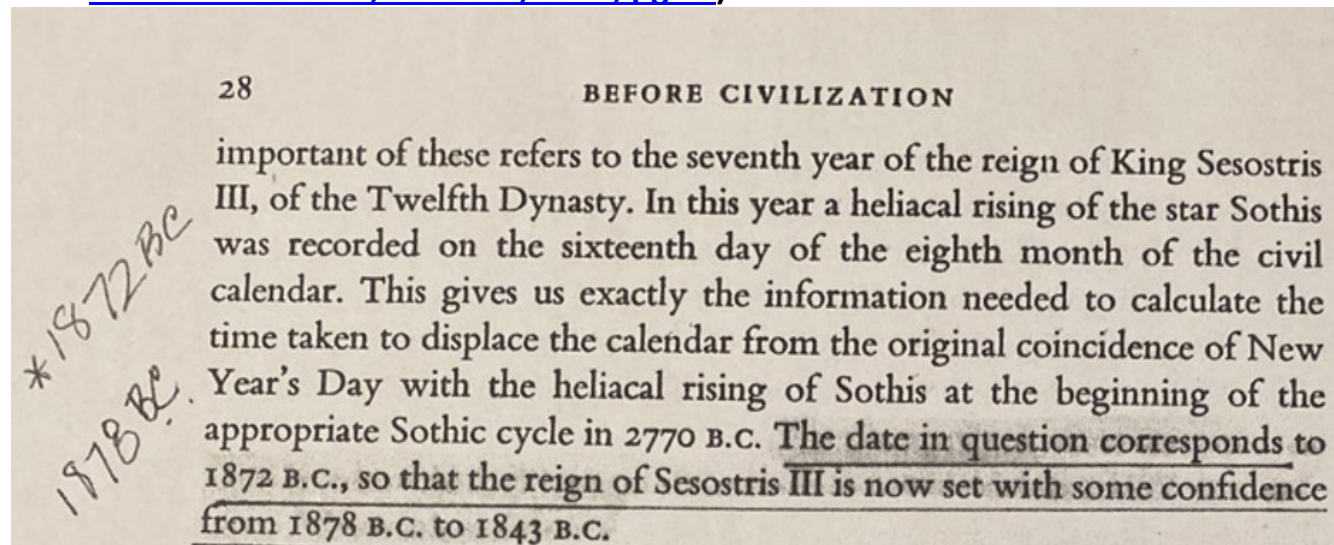 28 BEFORE CIVILIZATION
important of these refers to the seventh year of the reign of King Sesostris
III, of the Twelfth Dynasty. In this year a heliacal rising of the star Sothis
was recorded on the sixteenth day of the eighth month of the civil
calendar. This gives us exactly the information needed to calculate the
time taken to displace the calendar from the original coincidence of New
Year's Day with the heliacal rising of Sothis at the beginning of the
appropriate Sothic cycle in 2770 B.C. The date in question corresponds to
1872 B.C., so that the reign of Sesostris III is now set with some confidence
from 1878 B.C. to 1843 B.C.
*1872 BC
1878 BC.